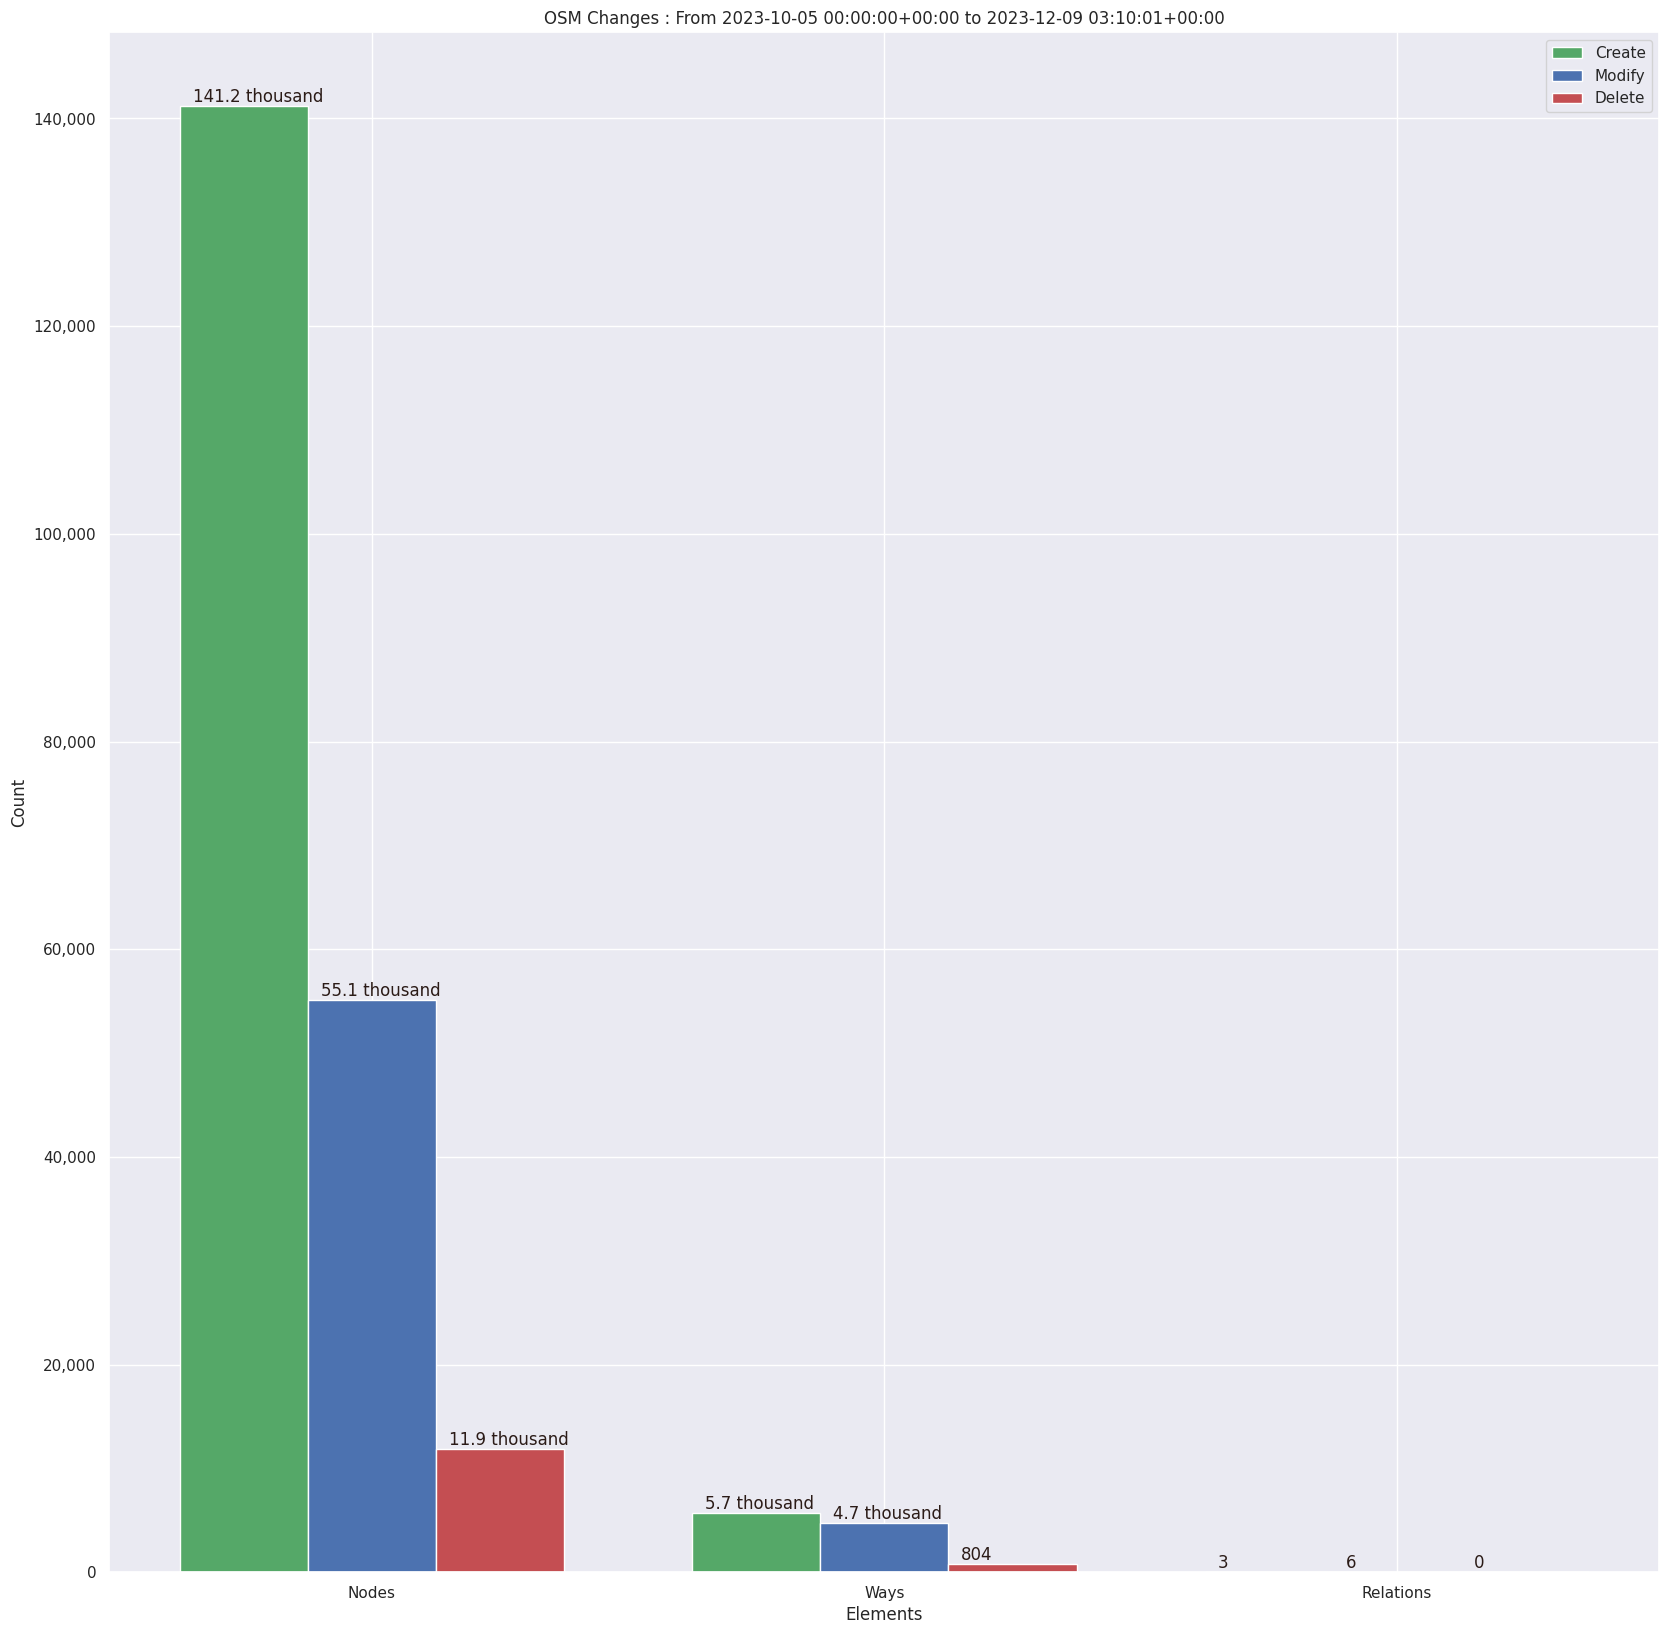 OSM Changes : From 2023-10-05 00:00:00+00:00 to 2023-12-09 03:10:01+00:00
Create
Modify
Delete
141.2 thousand
140,000
120,000
100,000
80,000
Count
60,000
55.1 thousand
40,000
20,000
11.9 thousand
5.7 thousand
4.7 thousand
804
3 6 0
0
Nodes Ways Relations
Elements